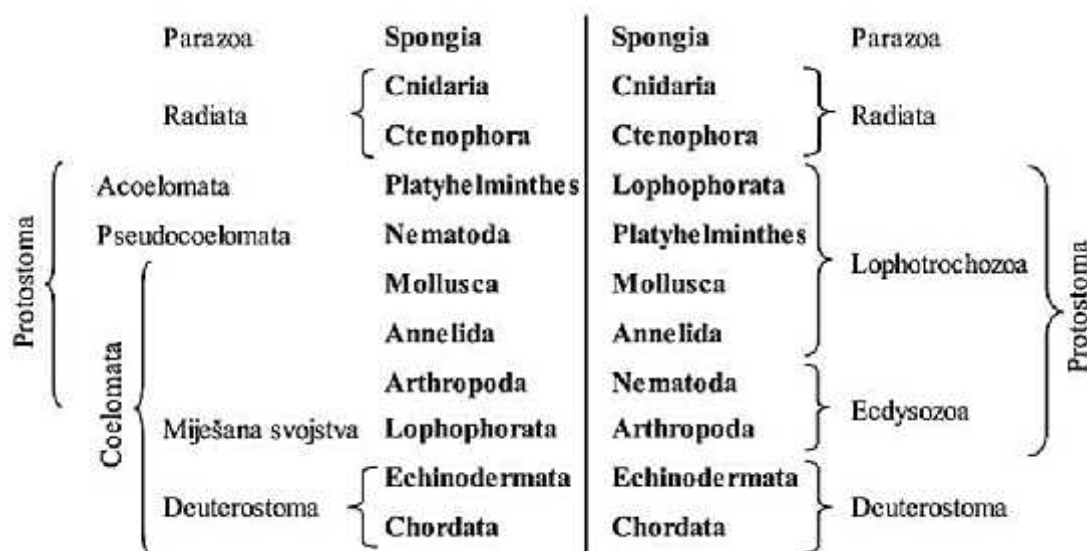 Parazoa Spongia Spongia Parazoa
Cnidaria Cnidaria
Radiata Radiata
Ctenophora Ctenophora
Acoelomata Platyhelminthes Lophophorata
Pseudocoelomata Nematoda Platyhelminthes
Protostoma Lophotrochozoa Protostoma
Mollusca Mollusca
Annelida Annelida
Coelomata
Arthropoda Nematoda
Ecdysozoa
Miješana svojstva Lophophorata Arthropoda
Echinodermata Echinodermata
Deuterostoma Deuterostoma
Chordata Chordata